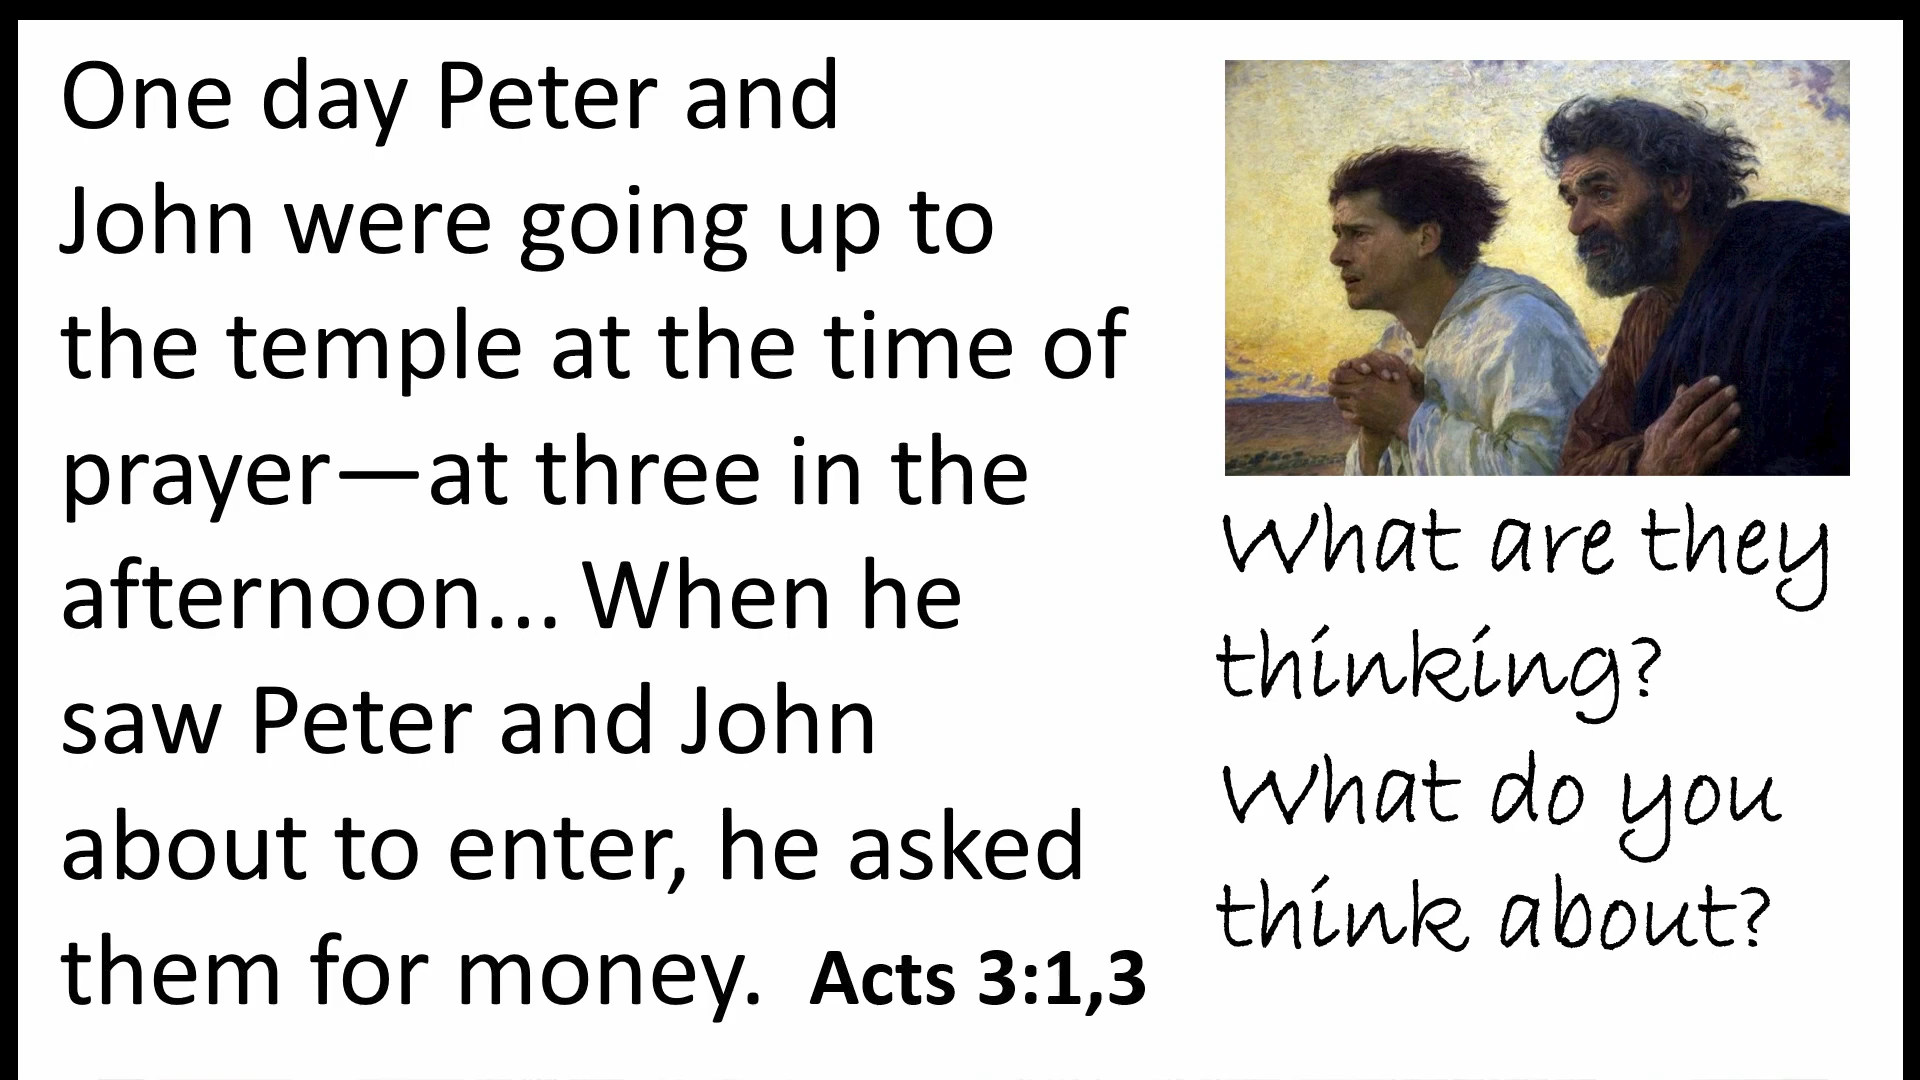 One day Peter and
John were going up to
the temple at the time of
prayer—at three in the
afternoon... When he
saw Peter and John
about to enter, he asked
them for money. Acts 3:1,3
What are they
thinking?
What do you
think about?